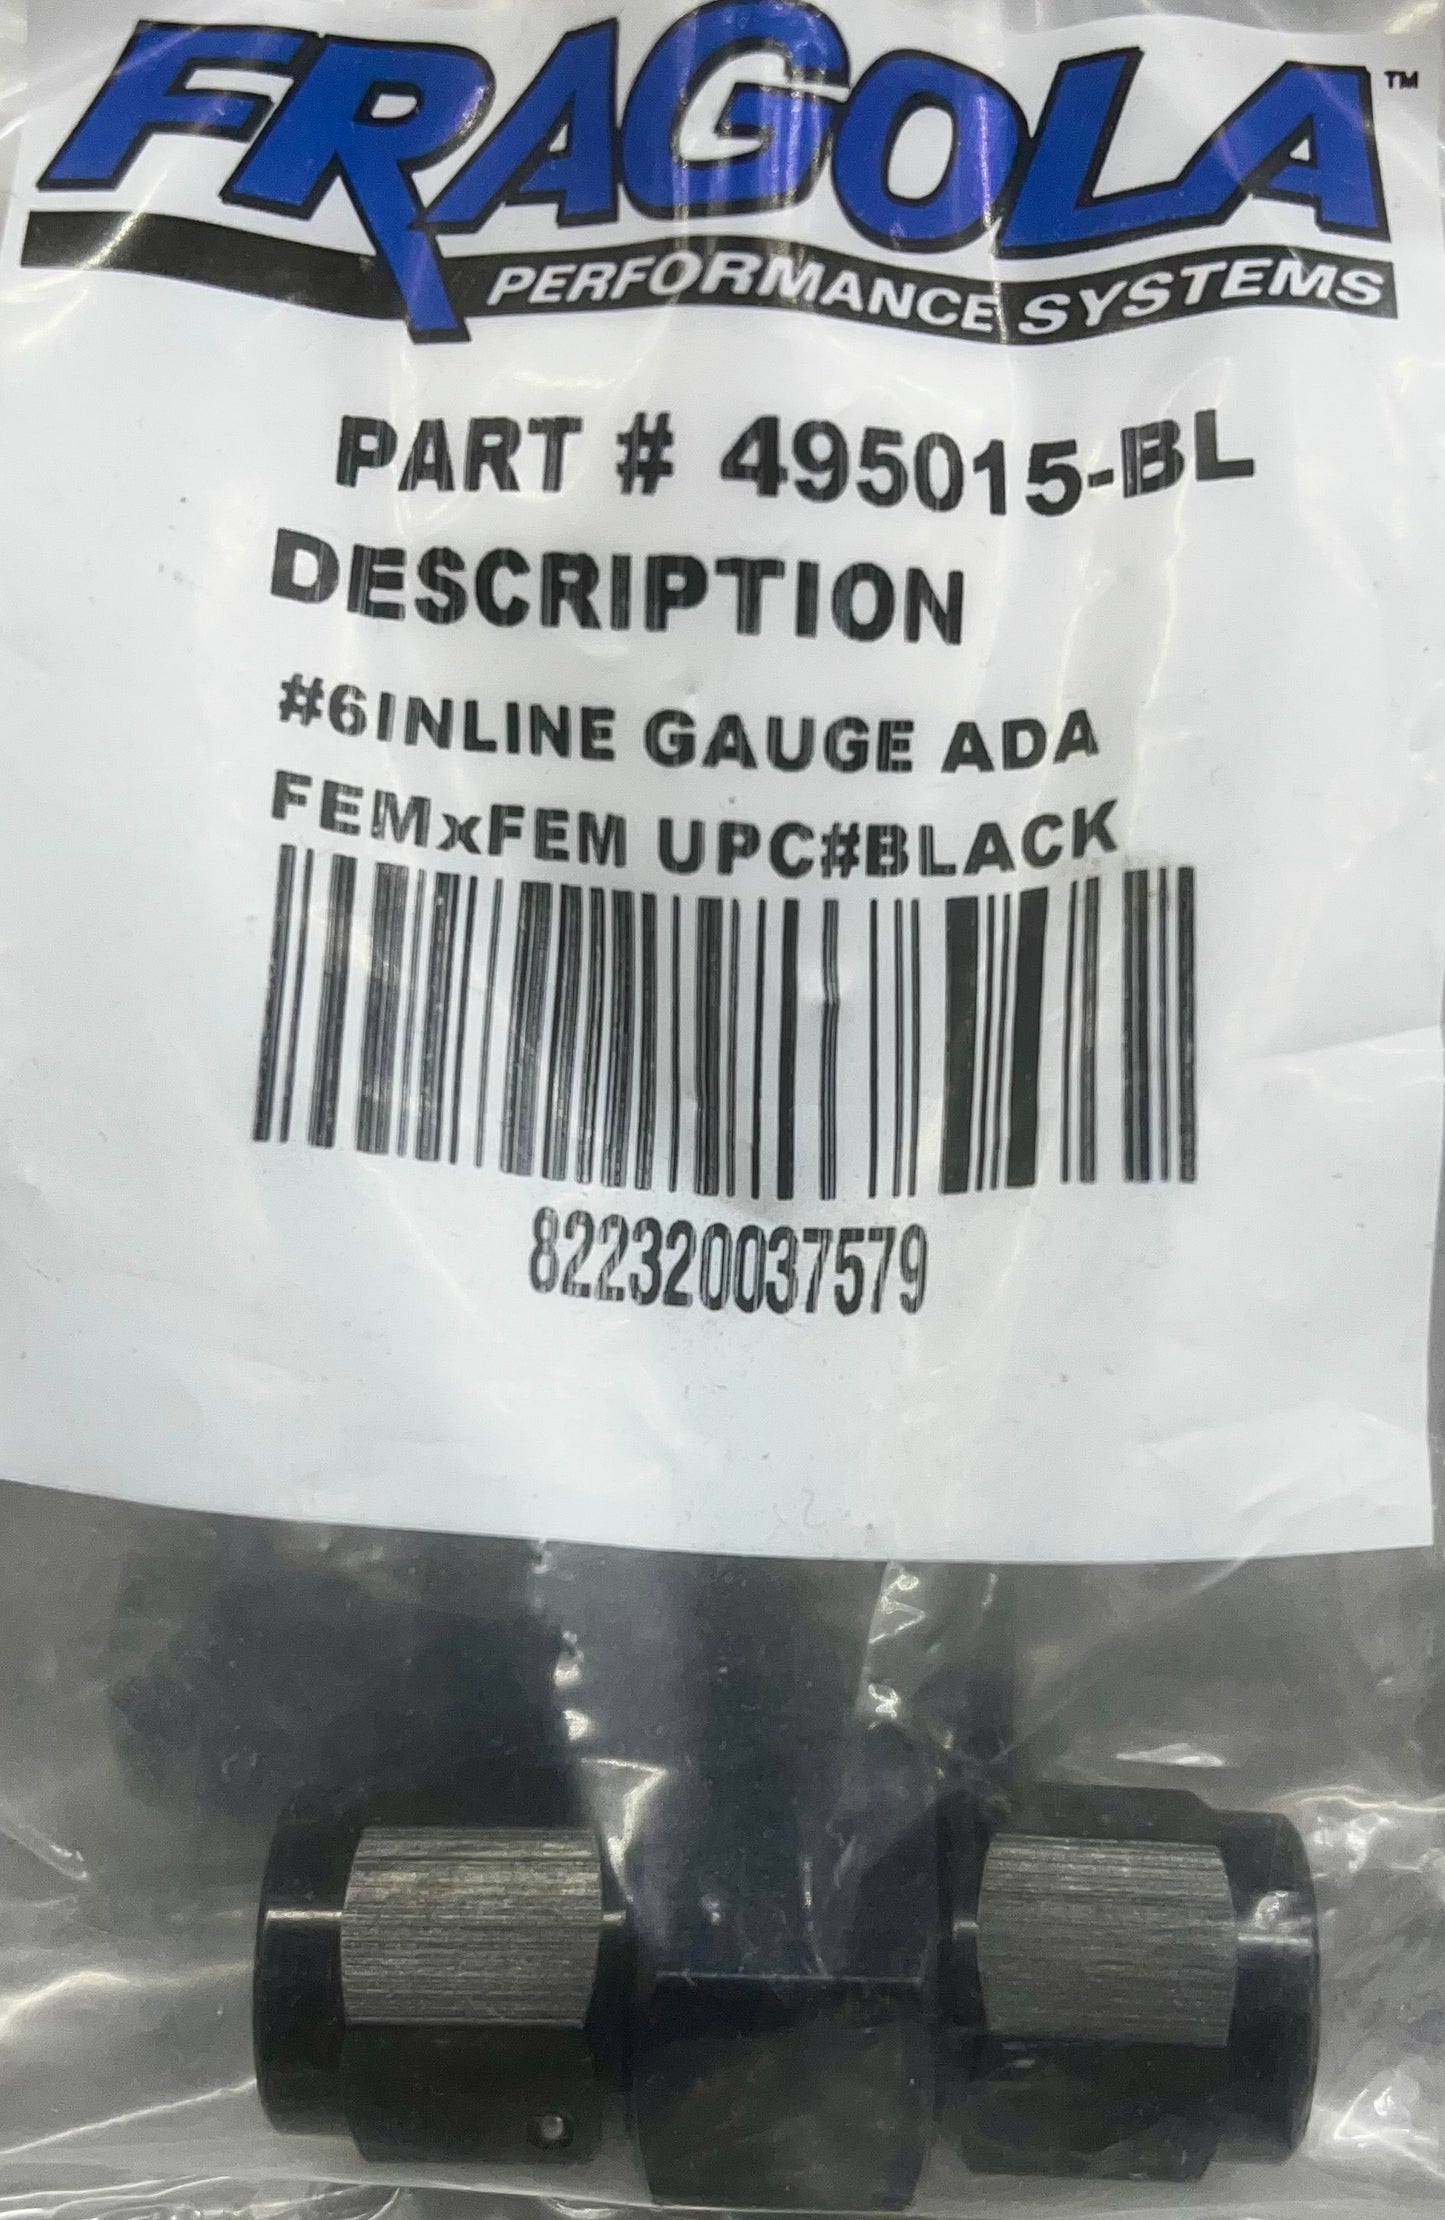 FRAGOLA™
PERFORMANCE SYSTEMS
PART # 495015-BL
DESCRIPTION
#6INLINE GAUGE ADA
FEMxFEM UPC#BLACK
822320037579